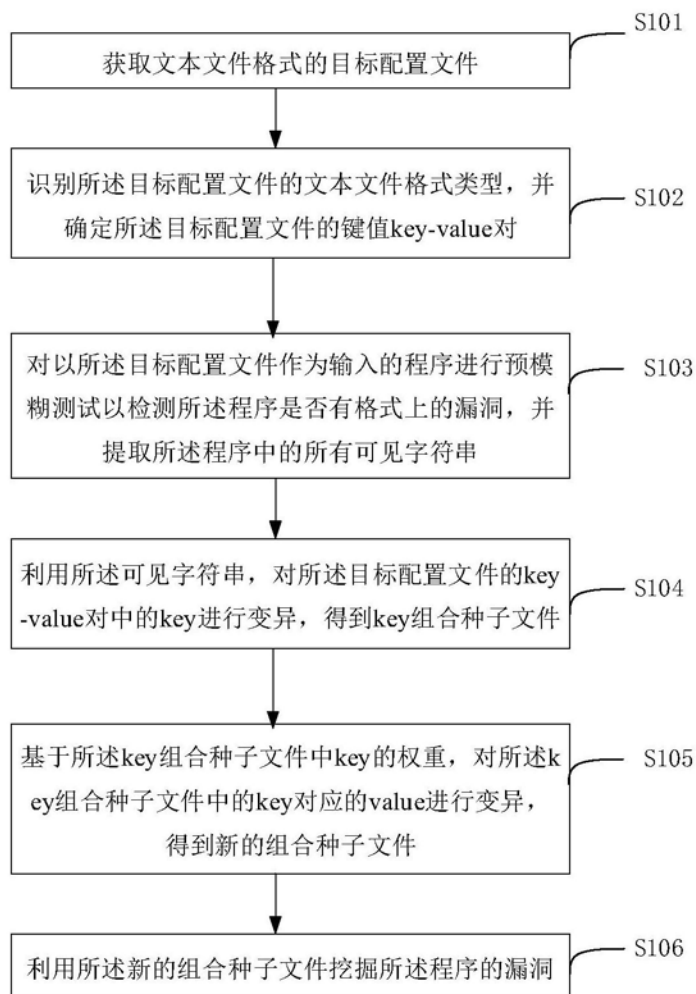 S101
获取文本文件格式的目标配置文件
识别所述目标配置文件的文本文件格式类型，并
确定所述目标配置文件的键值key-value对
S102
对以所述目标配置文件作为输入的程序进行预模
糊测试以检测所述程序是否有格式上的漏洞，并
提取所述程序中的所有可见字符串
S103
利用所述可见字符串，对所述目标配置文件的key
-value对中的key进行变异，得到key组合种子文件
S104
基于所述key组合种子文件中key的权重，对所述k
ey组合种子文件中的key对应的value进行变异，
得到新的组合种子文件
S105
利用所述新的组合种子文件挖掘所述程序的漏洞
S106